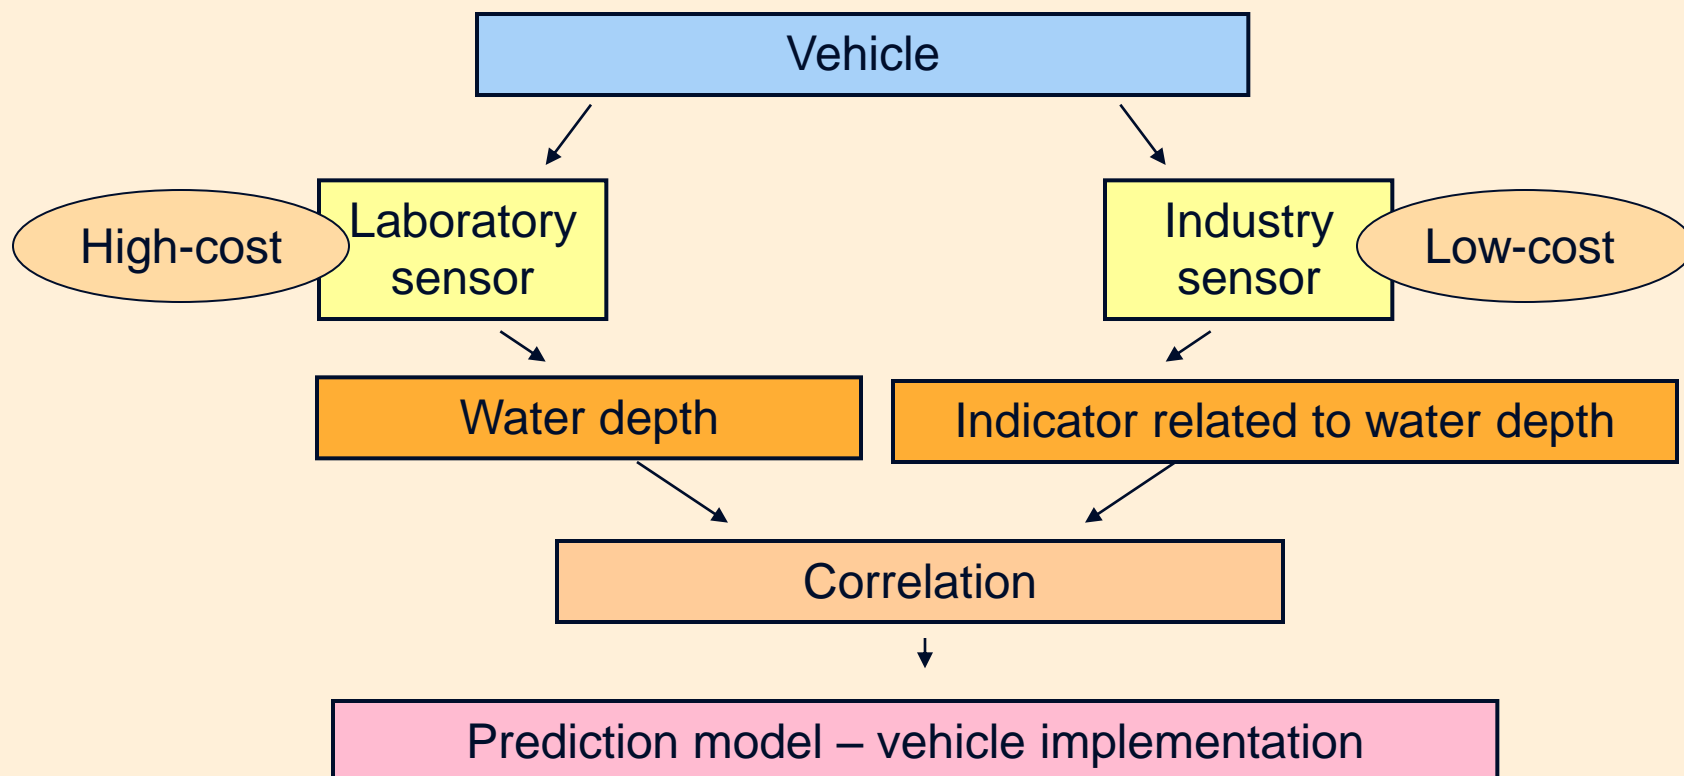 Vehicle
High-cost
Laboratory
sensor
Industry
sensor
Low-cost
Water depth
Indicator related to water depth
Correlation
Prediction model – vehicle implementation